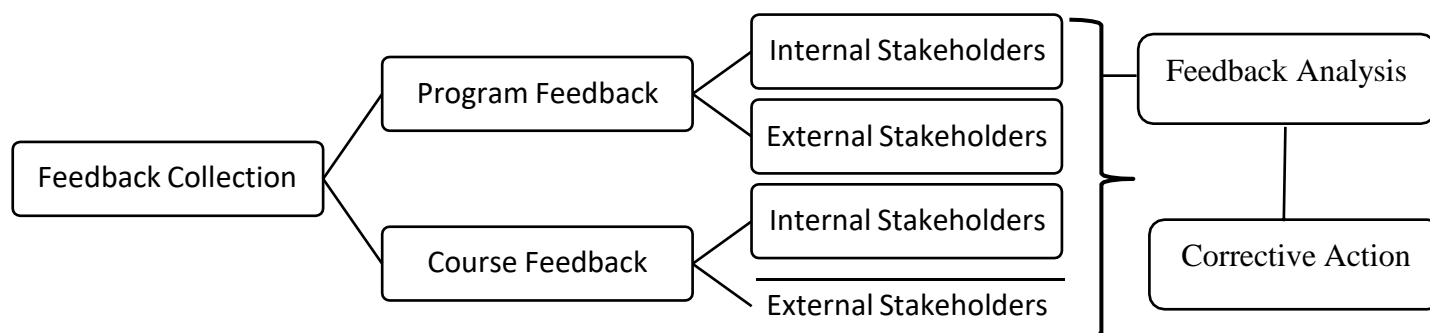 Feedback Collection
Program Feedback
Course Feedback
Internal Stakeholders
External Stakeholders
Internal Stakeholders
External Stakeholders
Feedback Analysis
Corrective Action